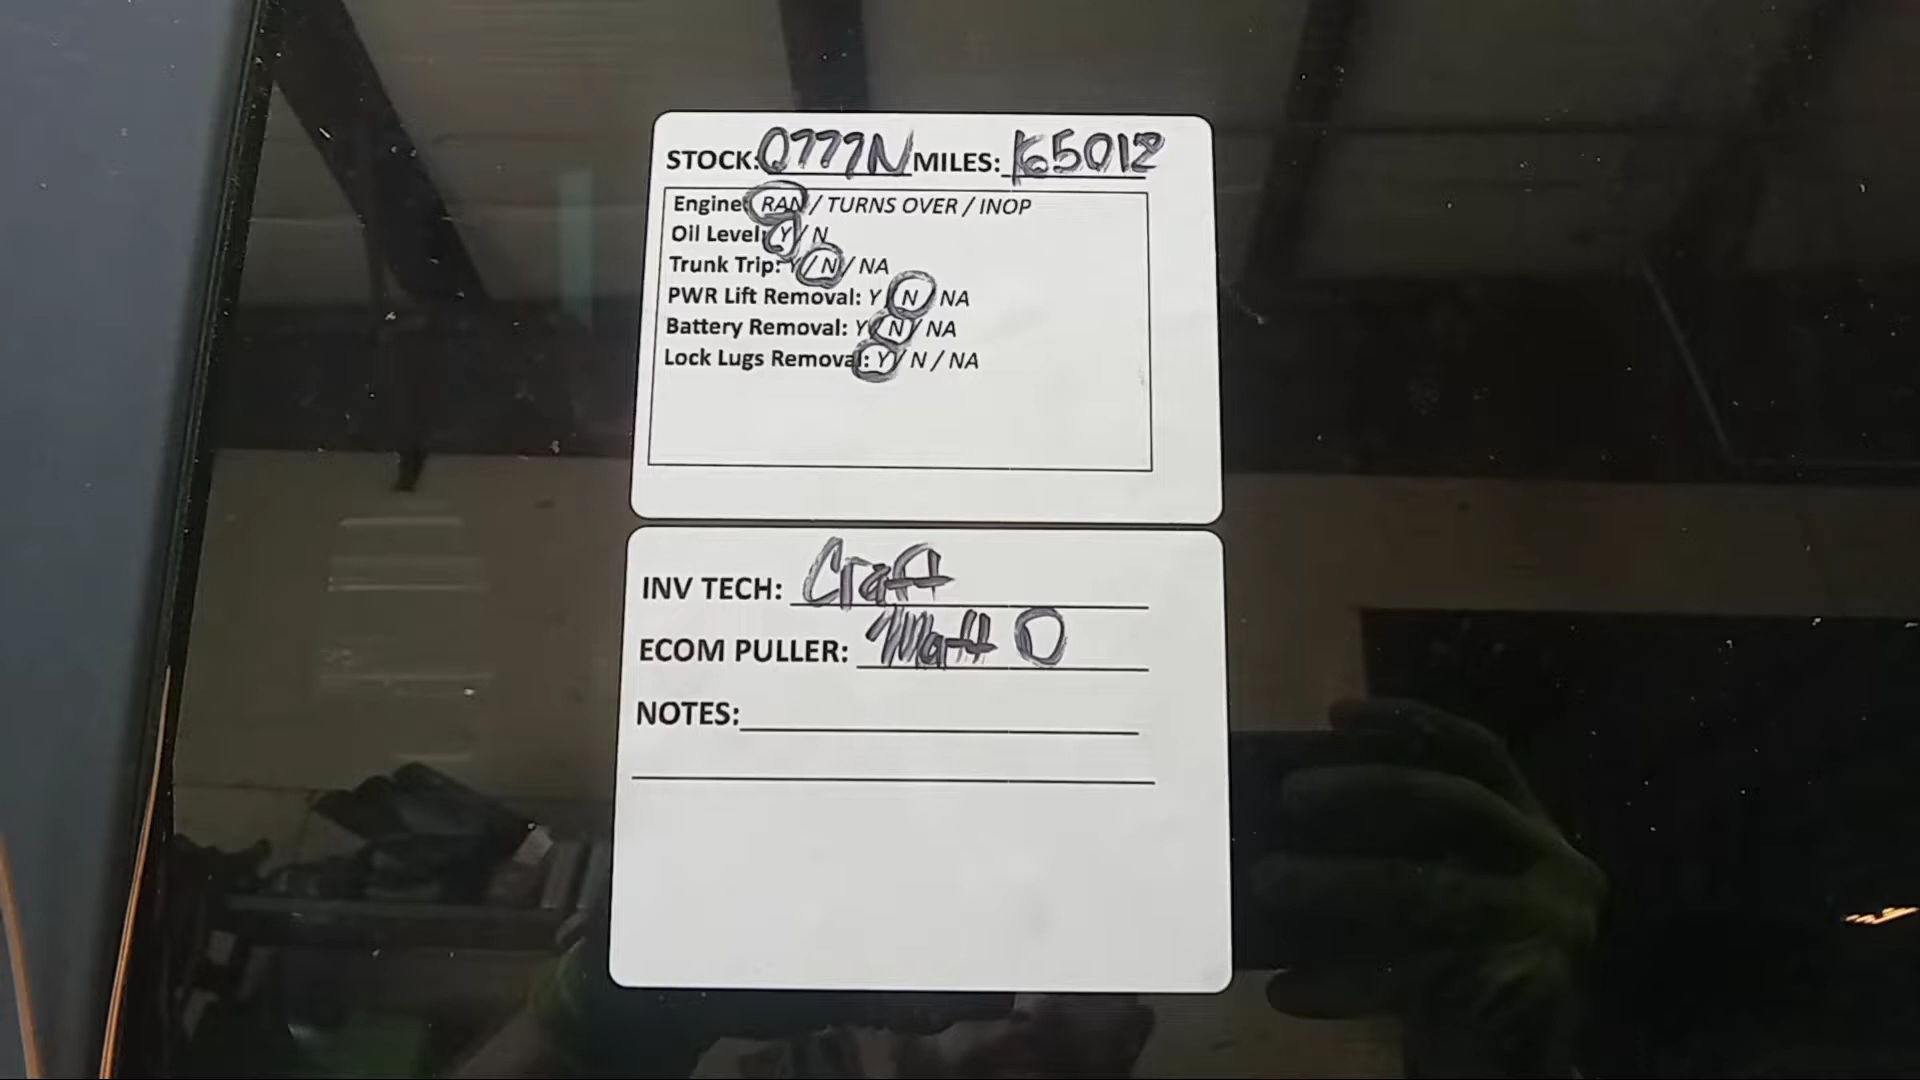 STOCK: 0777N MILES: 165012
Engine: RAN / TURNS OVER / INOP
Oil Level: Y / N
Trunk Trip: Y / N / NA
PWR Lift Removal: Y / N / NA
Battery Removal: Y / N / NA
Lock Lugs Removal: Y / N / NA
INV TECH: Craft
ECOM PULLER: Matt O
NOTES: